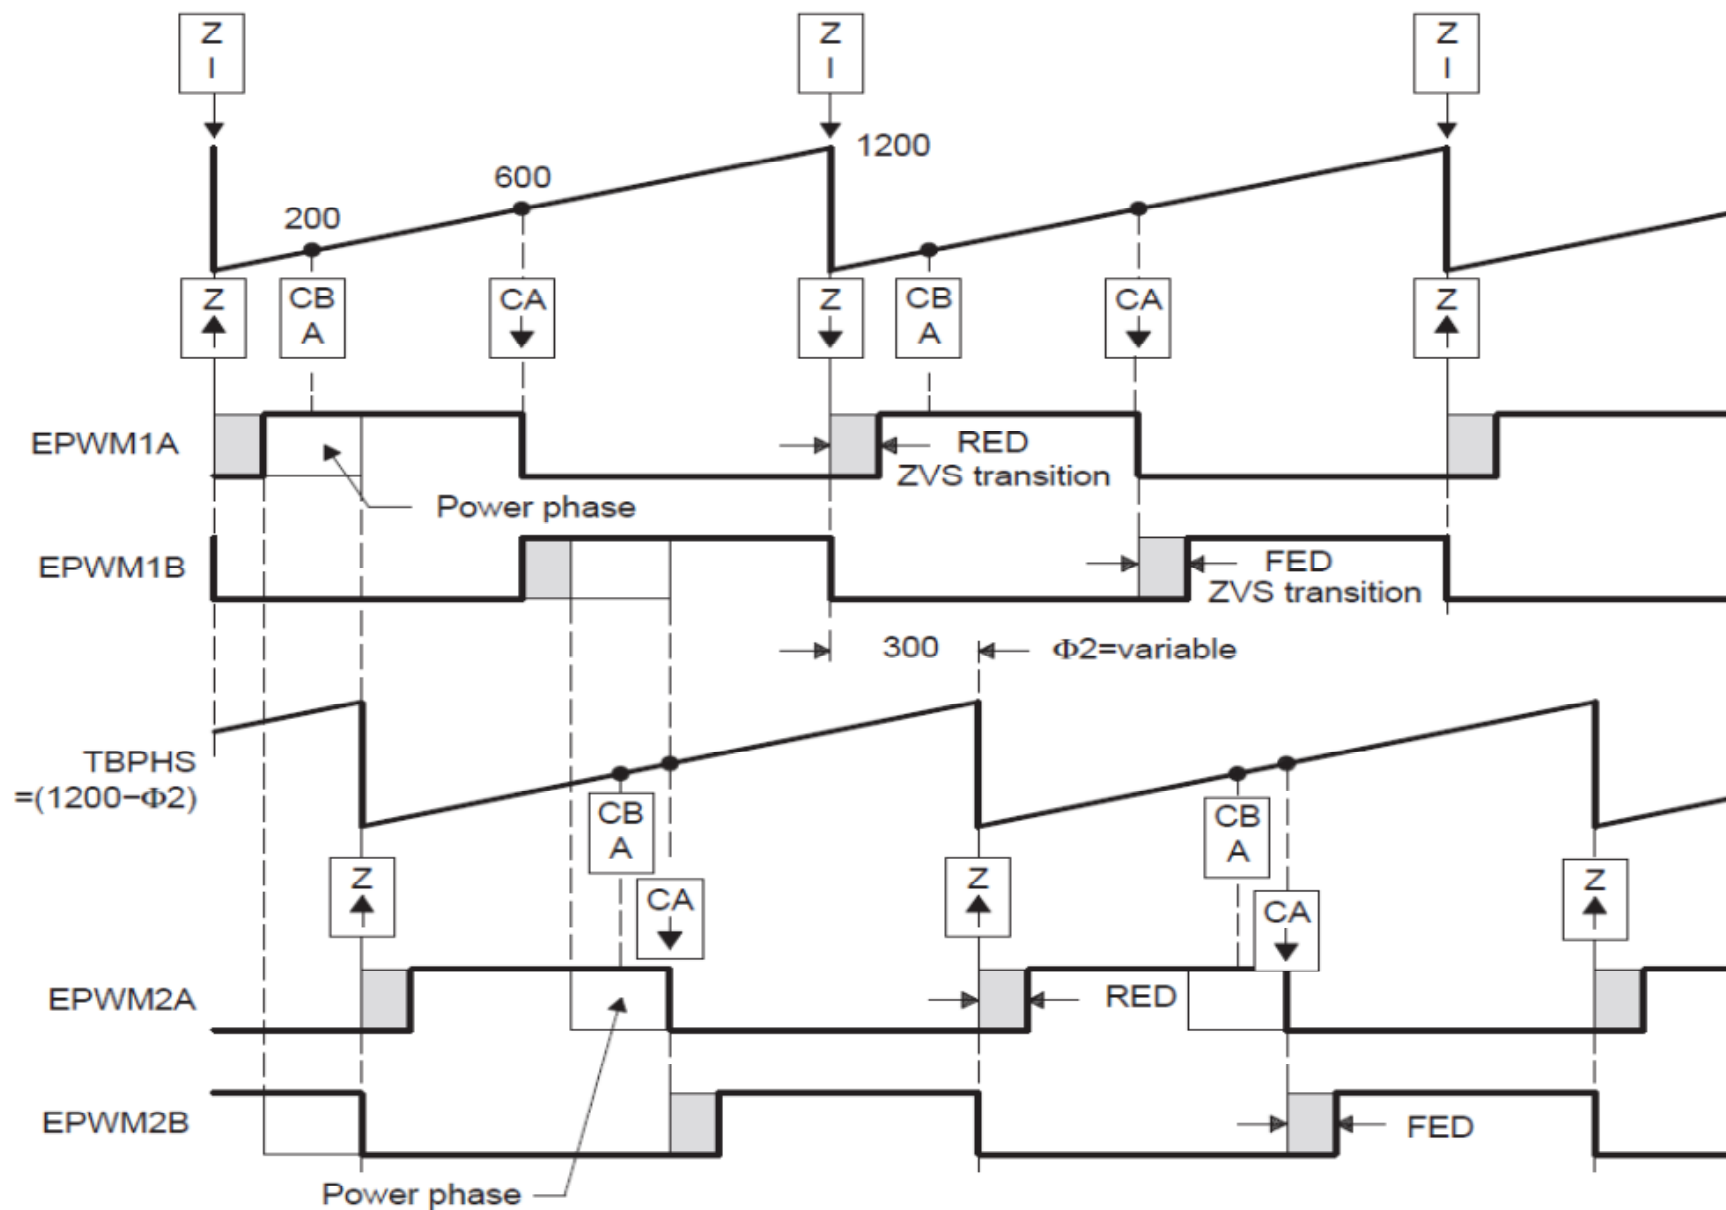 Z
I
Z
I
Z
I
1200
600
200
Z
CB
A
CA
Z
CB
A
CA
Z
EPWM1A
RED
ZVS transition
Power phase
EPWM1B
FED
ZVS transition
300
Φ2=variable
TBPHS
=(1200−Φ2)
CB
A
CB
A
Z
CA
Z
CA
Z
EPWM2A
RED
EPWM2B
FED
Power phase